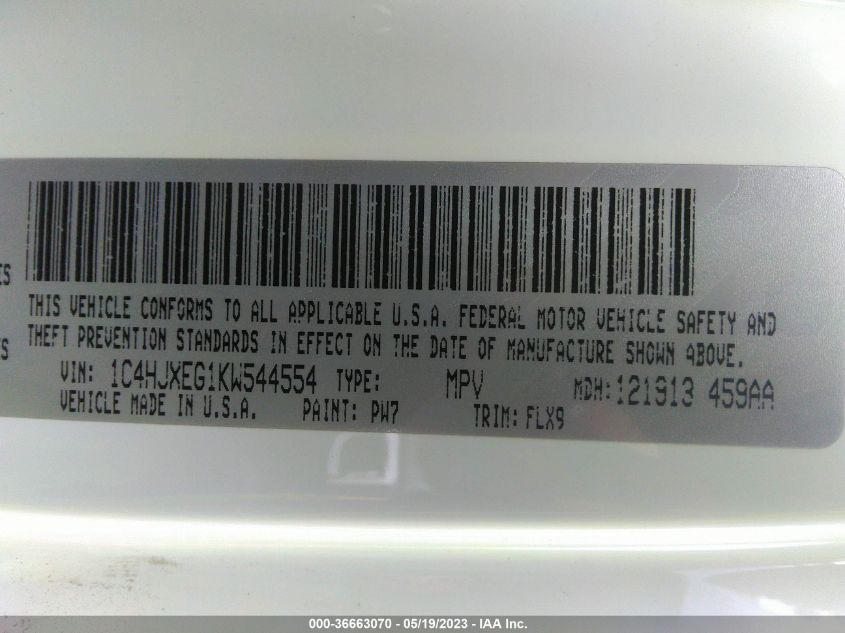 ES
THIS VEHICLE CONFORMS TO ALL APPLICABLE U.S.A. FEDERAL MOTOR VEHICLE SAFETY AND
S THEFT PREVENTION STANDARDS IN EFFECT ON THE DATE OF MANUFACTURE SHOWN ABOVE.
VIN: 1C4HJXEG1KW544554 TYPE: MPV MDH: 121913 459AA
VEHICLE MADE IN U.S.A. PAINT: PW7 TRIM: FLX9
000-36663070 - 05/19/2023 - IAA Inc.